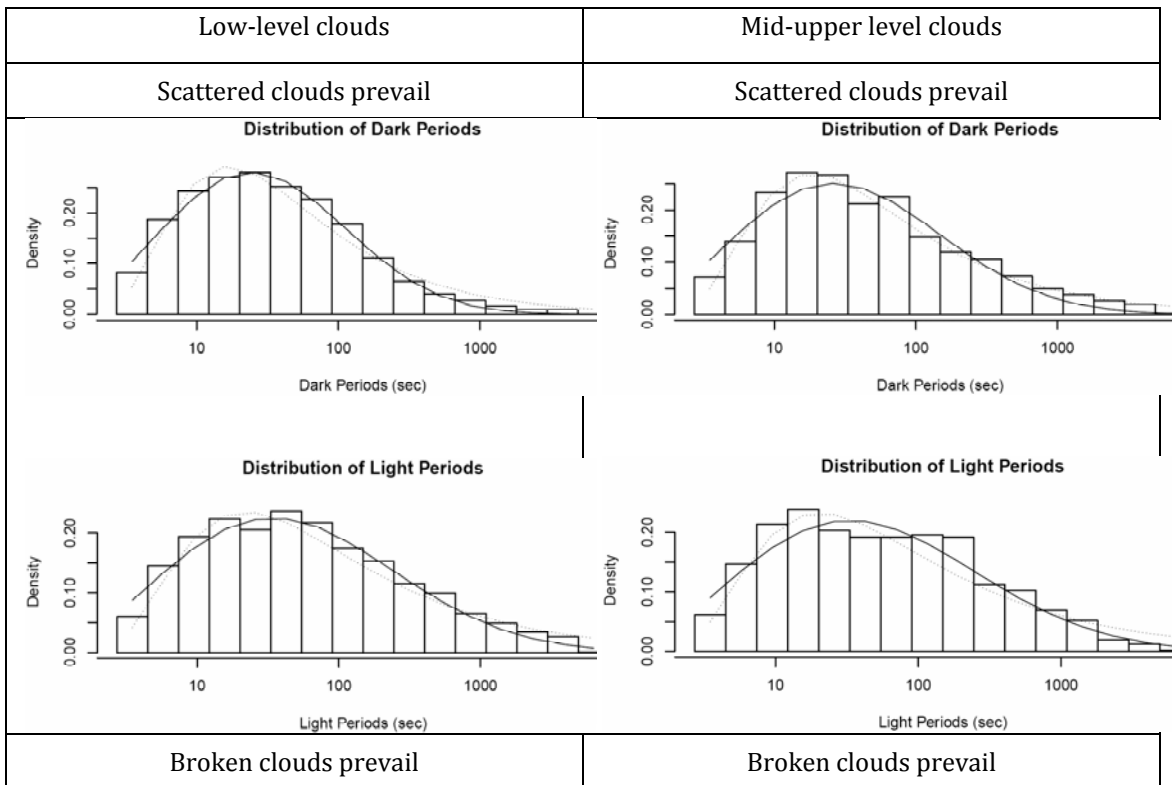 Low-level clouds
Mid-upper level clouds
Scattered clouds prevail
Scattered clouds prevail
Distribution of Dark Periods
Density
0.00 0.10 0.20
10 100 1000
Dark Periods (sec)
Distribution of Dark Periods
Density
0.00 0.10 0.20
10 100 1000
Dark Periods (sec)
Distribution of Light Periods
Density
0.00 0.10 0.20
10 100 1000
Light Periods (sec)
Distribution of Light Periods
Density
0.00 0.10 0.20
10 100 1000
Light Periods (sec)
Broken clouds prevail
Broken clouds prevail